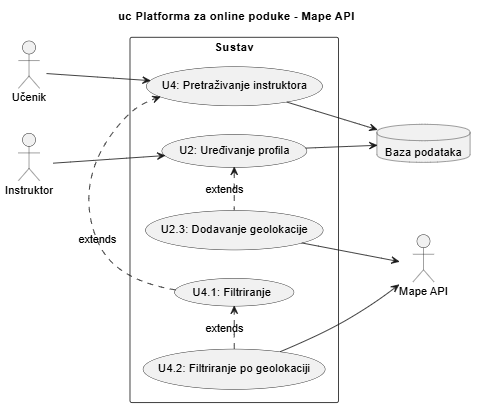 uc Platforma za online poduke - Mape API
Sustav
U4: Pretraživanje instruktora
Učenik
U2: Uređivanje profila
Baza podataka
Instruktor
extends
U2.3: Dodavanje geolokacije
extends
Mape API
U4.1: Filtriranje
extends
U4.2: Filtriranje po geolokaciji